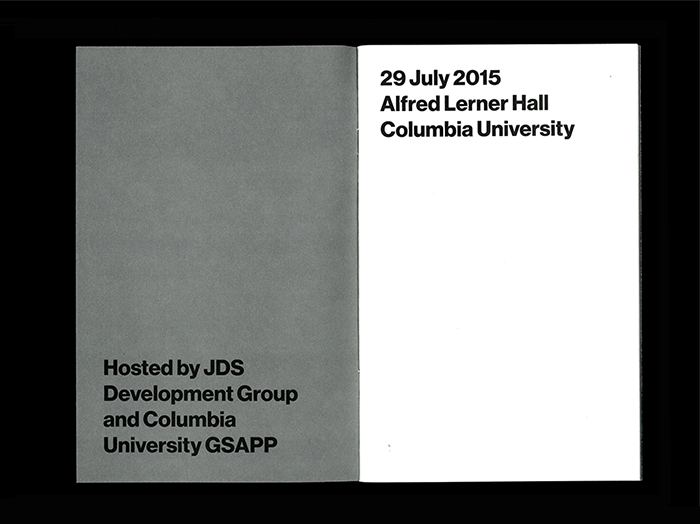 Hosted by JDS
Development Group
and Columbia
University GSAPP
29 July 2015
Alfred Lerner Hall
Columbia University